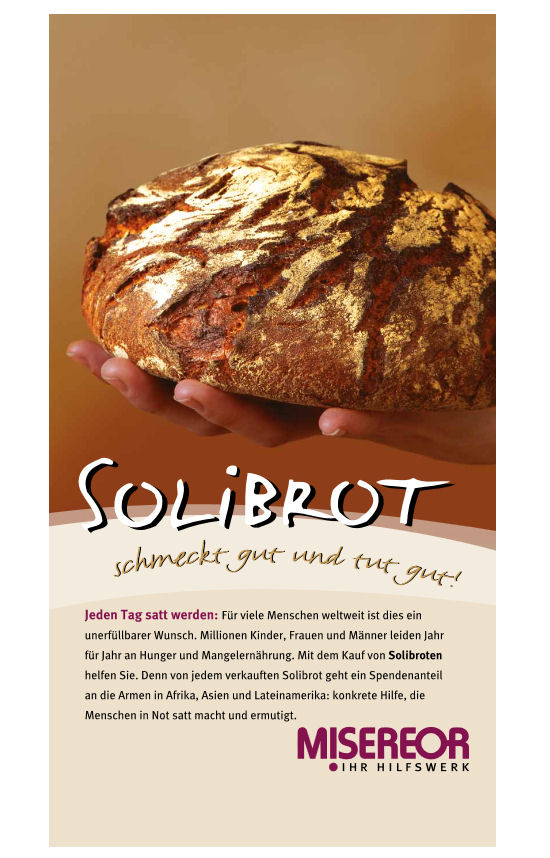 SOLiBROT
schmeckt gut und tut gut!
Jeden Tag satt werden: Für viele Menschen weltweit ist dies ein
unerfüllbarer Wunsch. Millionen Kinder, Frauen und Männer leiden Jahr
für Jahr an Hunger und Mangelernährung. Mit dem Kauf von Solibroten
helfen Sie. Denn von jedem verkauften Solibrot geht ein Spendenanteil
an die Armen in Afrika, Asien und Lateinamerika: konkrete Hilfe, die
Menschen in Not satt macht und ermutigt.
MISEREOR
IHR HILFSWERK